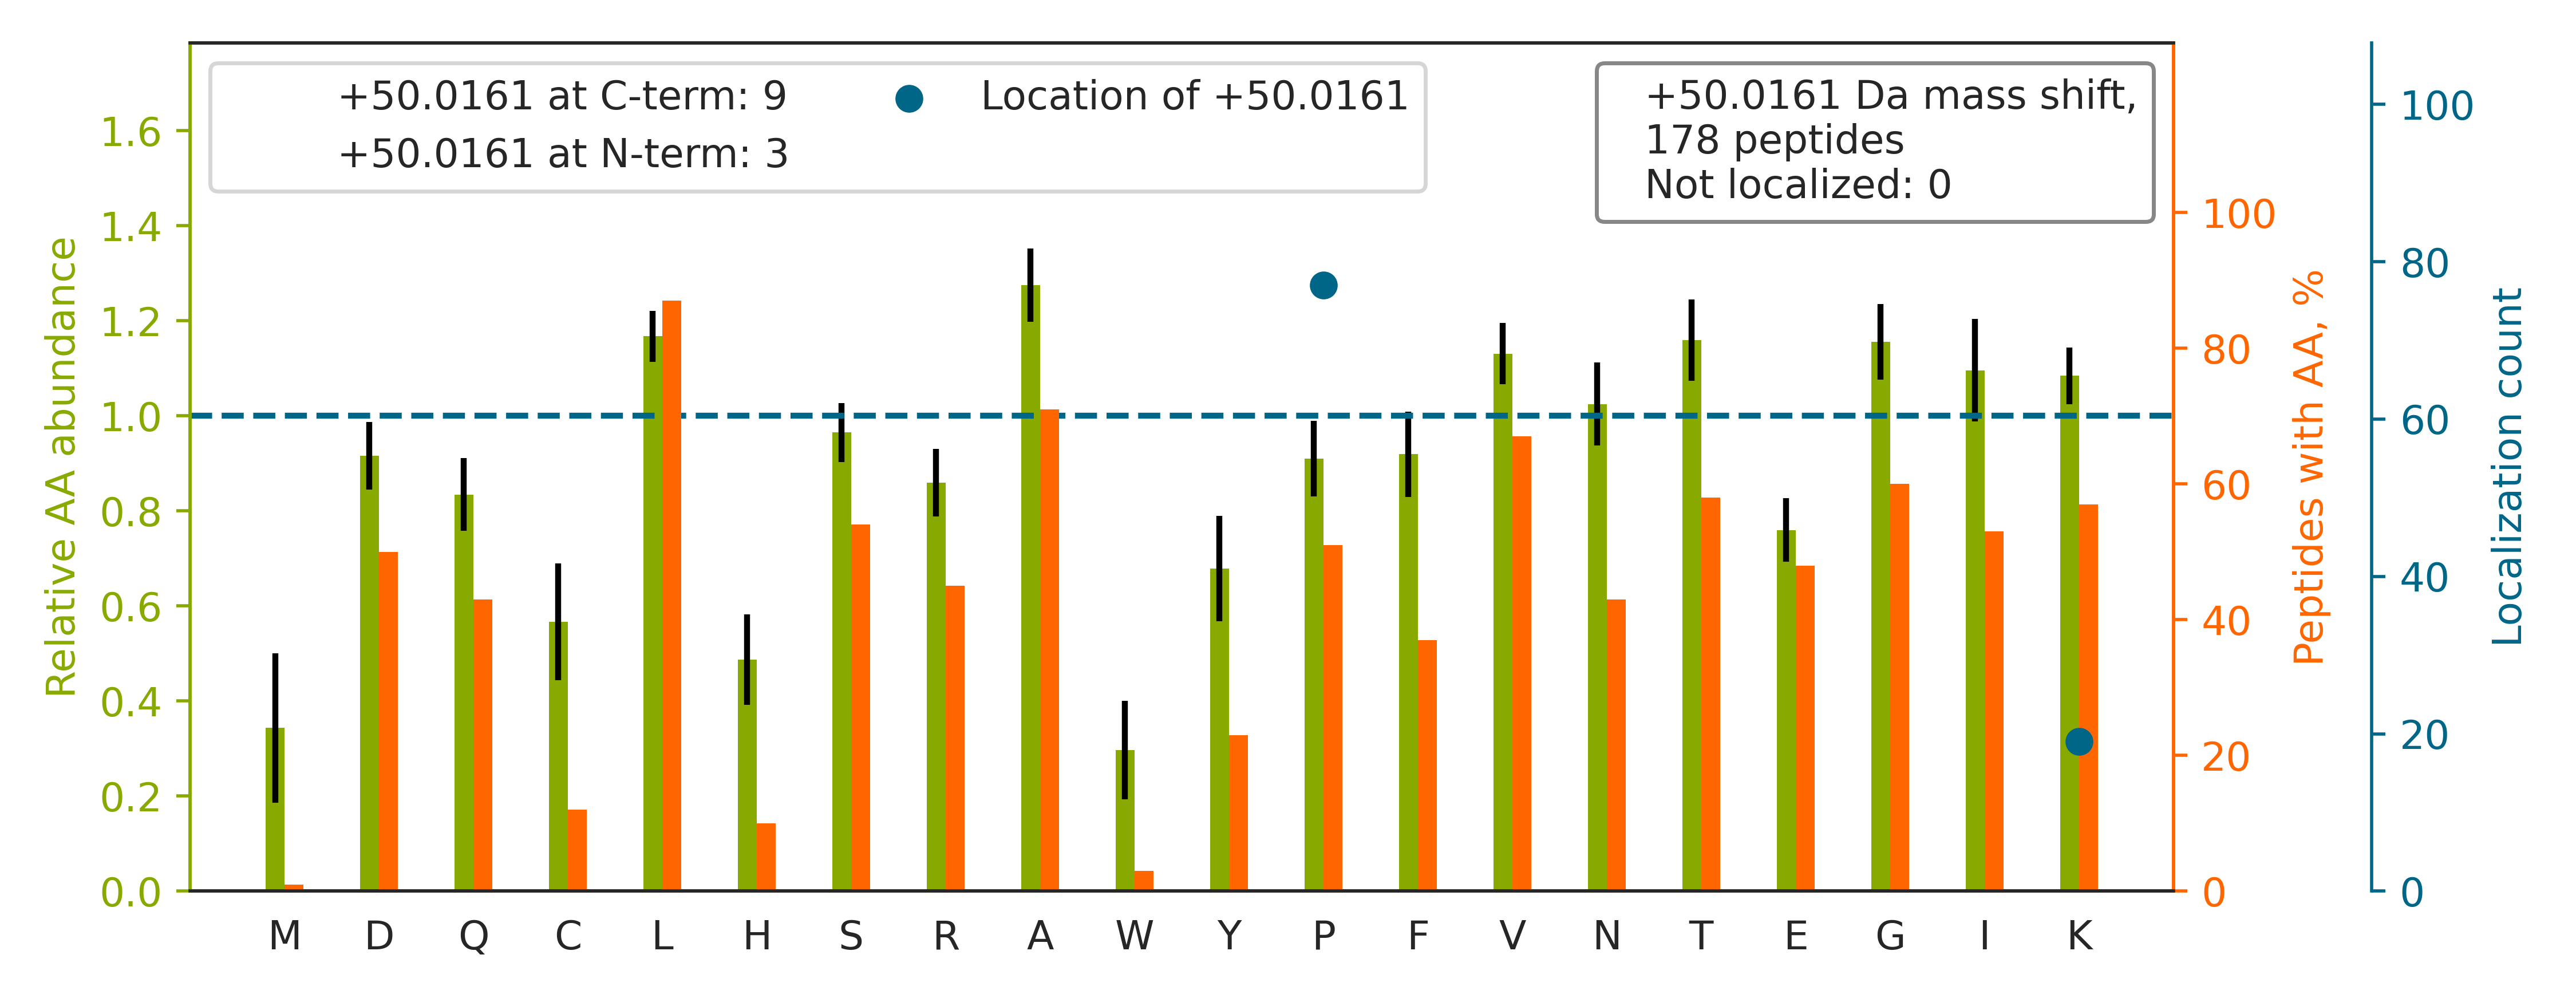 +50.0161 at C-term: 9
+50.0161 at N-term: 3
Location of +50.0161
+50.0161 Da mass shift,
178 peptides
Not localized: 0
Relative AA abundance
1.6
1.4
1.2
1.0
0.8
0.6
0.4
0.2
0.0
M D Q C L H S R A W Y P F V N T E G I K
100
80
60
40
20
0
Peptides with AA, %
100
80
60
40
20
0
Localization count